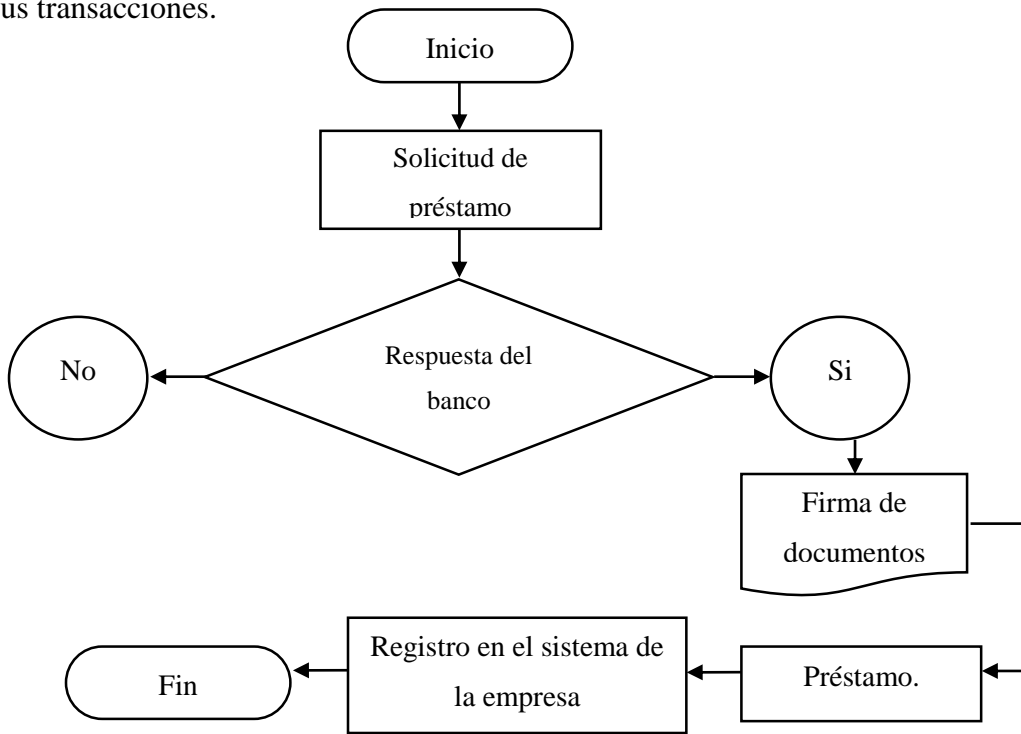 us transacciones.
Inicio
Solicitud de
préstamo
Respuesta del
banco
No
Si
Firma de
documentos
Préstamo.
Registro en el sistema de
la empresa
Fin